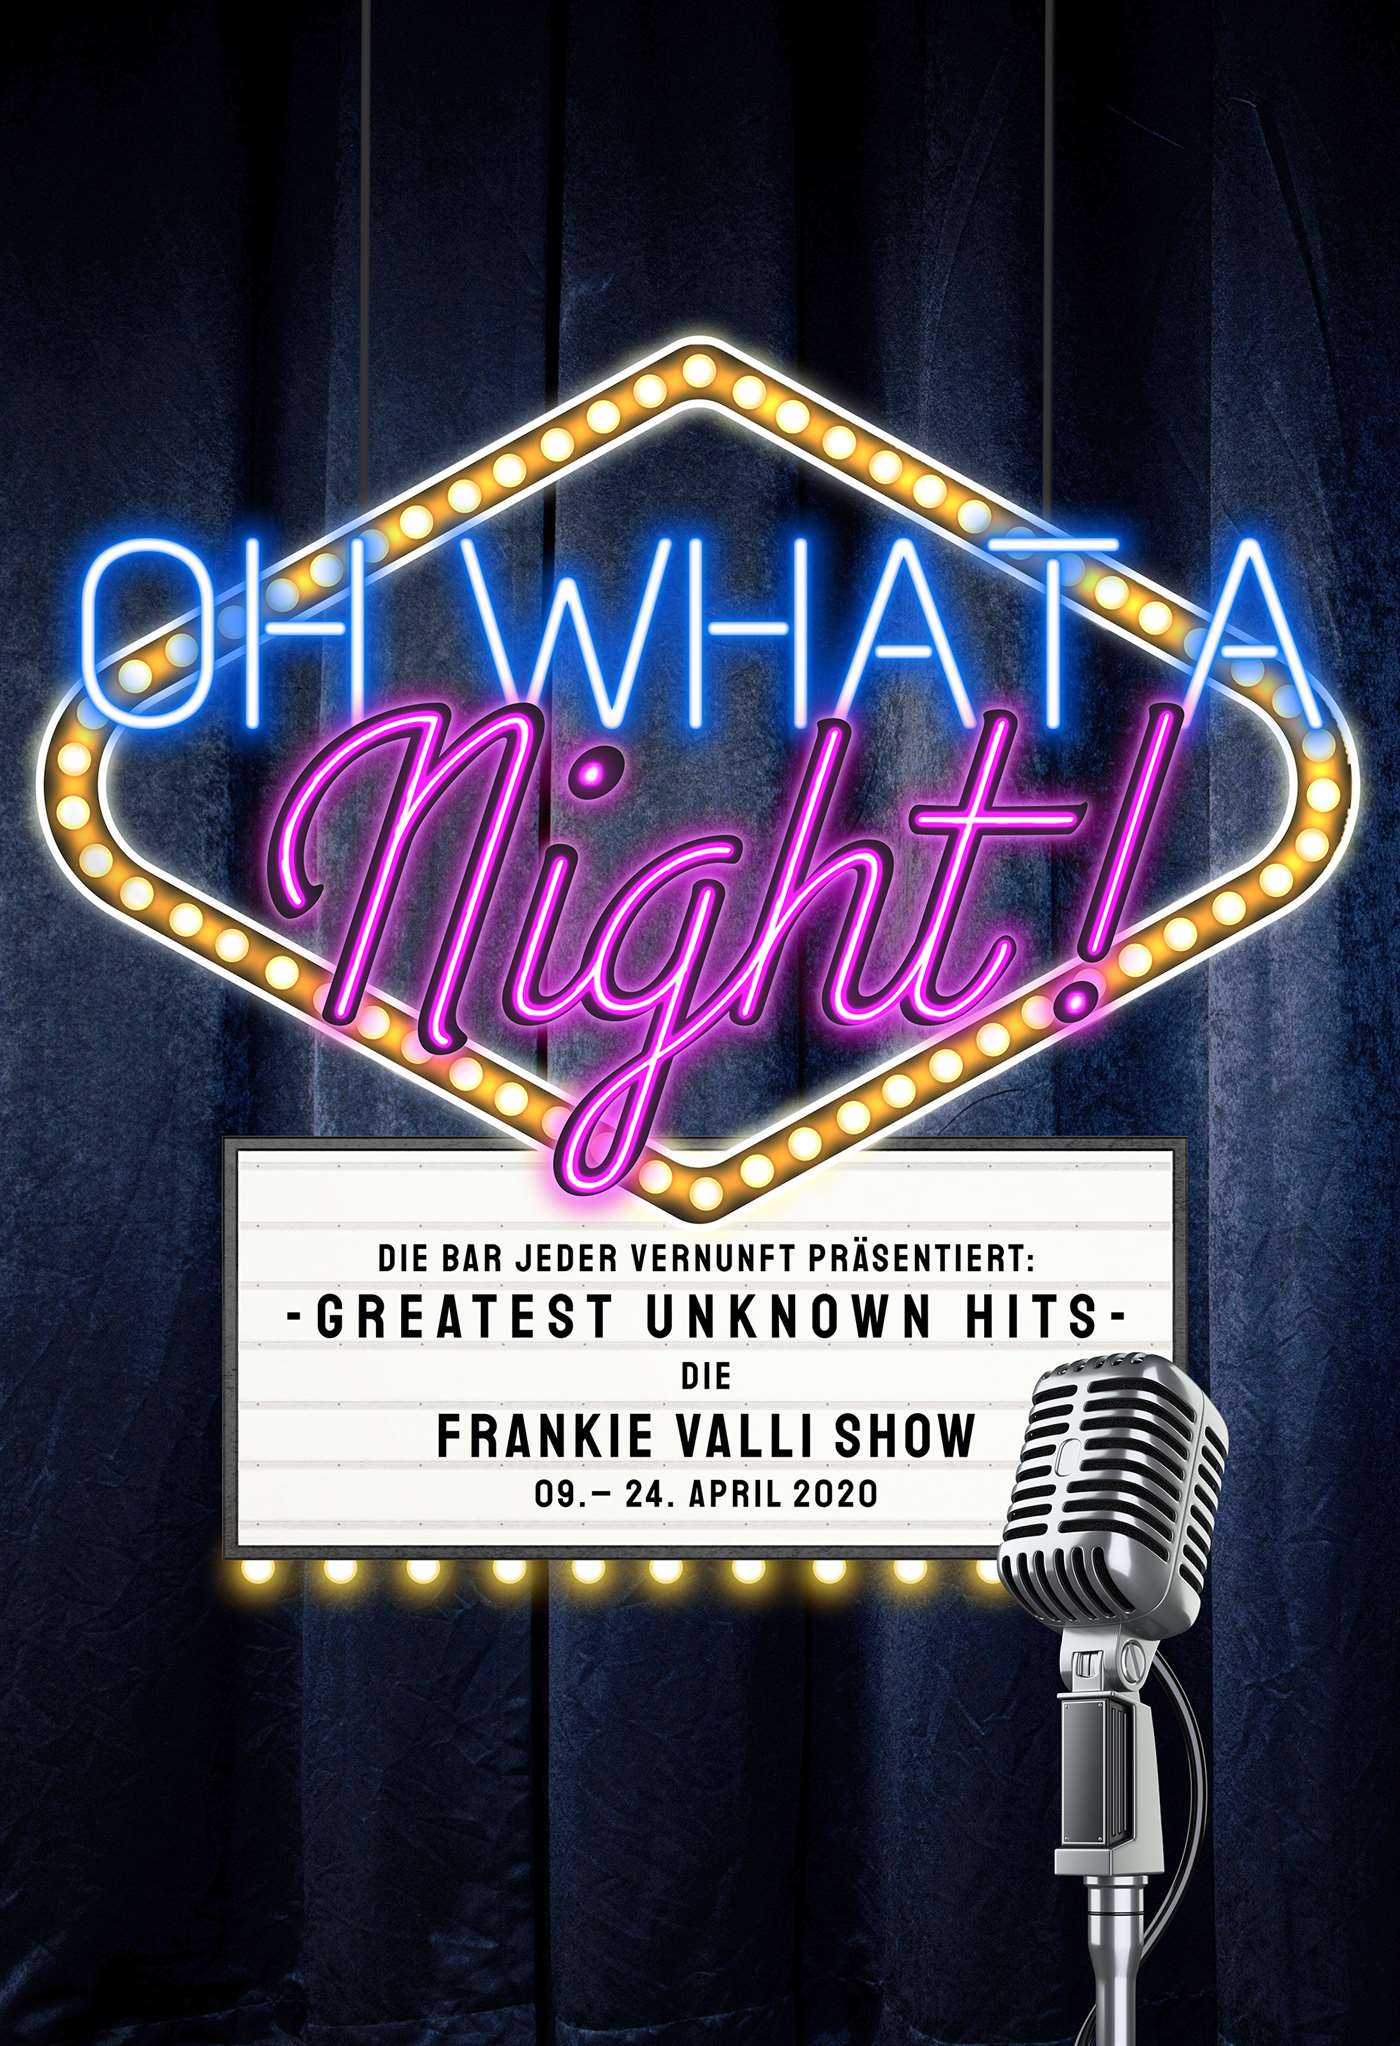 OH WHAT A
Night!
DIE BAR JEDER VERNUNFT PRÄSENTIERT:
-GREATEST UNKNOWN HITS-
DIE
FRANKIE VALLI SHOW
09.– 24. APRIL 2020